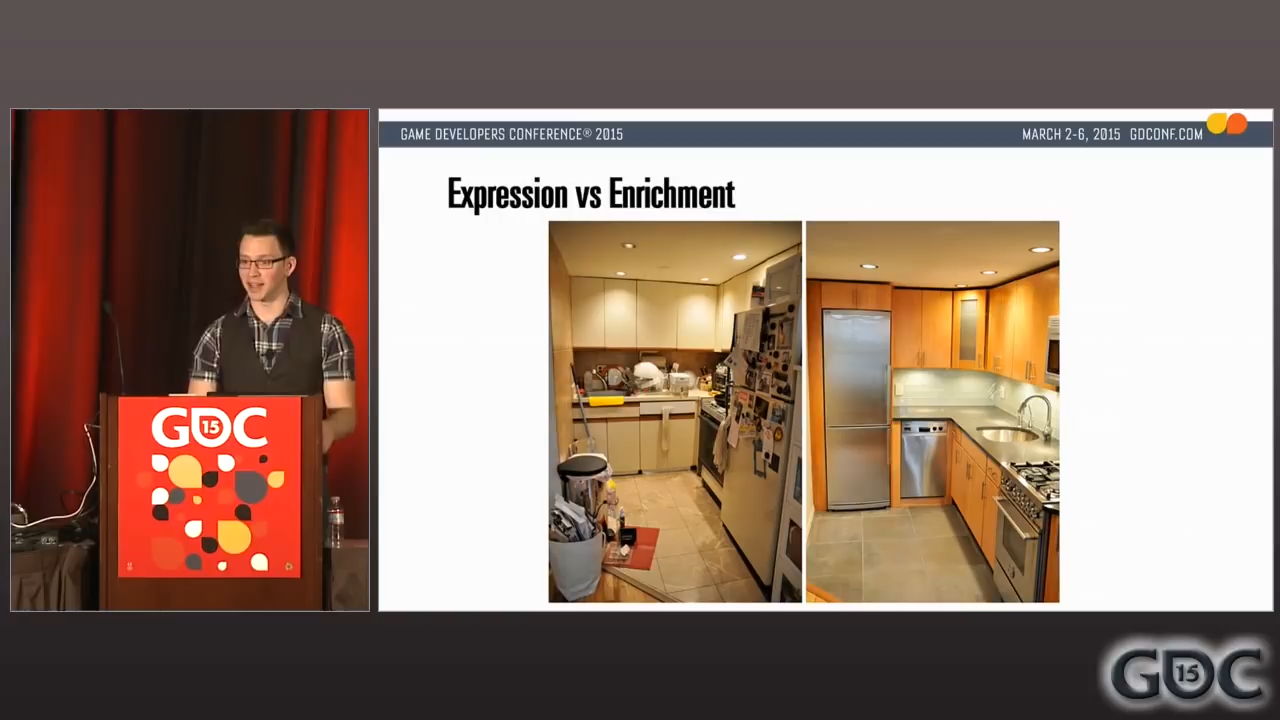 GAME DEVELOPERS CONFERENCE® 2015
MARCH 2-6, 2015 GDCONF.COM
Expression vs Enrichment
GDC
15
GDC
15